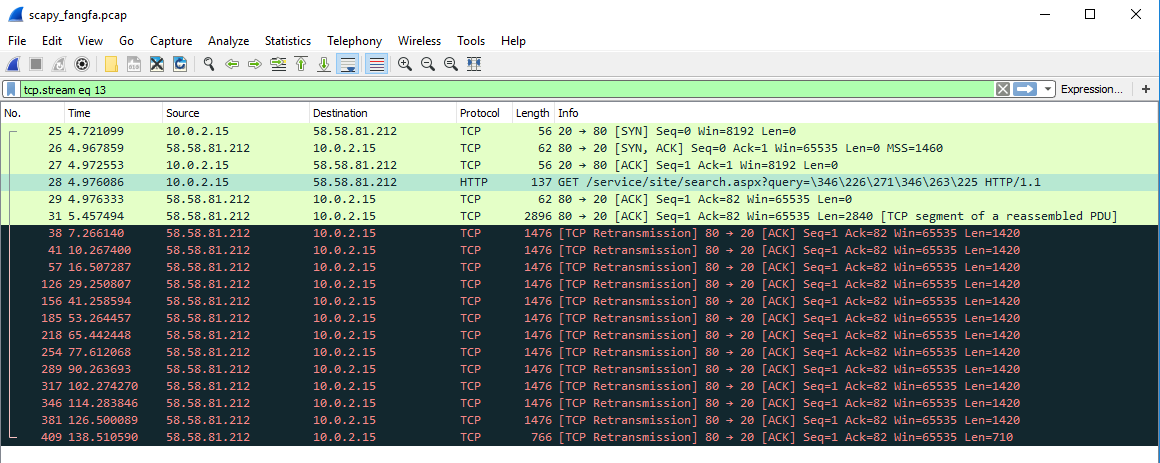 scapy_fangfa.pcap
File Edit View Go Capture Analyze Statistics Telephony Wireless Tools Help
tcp.stream eq 13 Expression... +
No. Time Source Destination Protocol Length Info
25 4.721099 10.0.2.15 58.58.81.212 TCP 56 20 → 80 [SYN] Seq=0 Win=8192 Len=0
26 4.967859 58.58.81.212 10.0.2.15 TCP 62 80 → 20 [SYN, ACK] Seq=0 Ack=1 Win=65535 Len=0 MSS=1460
27 4.972553 10.0.2.15 58.58.81.212 TCP 56 20 → 80 [ACK] Seq=1 Ack=1 Win=8192 Len=0
28 4.976086 10.0.2.15 58.58.81.212 HTTP 137 GET /service/site/search.aspx?query=\346\226\271\346\263\225 HTTP/1.1
29 4.976333 58.58.81.212 10.0.2.15 TCP 62 80 → 20 [ACK] Seq=1 Ack=82 Win=65535 Len=0
31 5.457494 58.58.81.212 10.0.2.15 TCP 2896 80 → 20 [ACK] Seq=1 Ack=82 Win=65535 Len=2840 [TCP segment of a reassembled PDU]
38 7.266140 58.58.81.212 10.0.2.15 TCP 1476 [TCP Retransmission] 80 → 20 [ACK] Seq=1 Ack=82 Win=65535 Len=1420
41 10.267400 58.58.81.212 10.0.2.15 TCP 1476 [TCP Retransmission] 80 → 20 [ACK] Seq=1 Ack=82 Win=65535 Len=1420
57 16.507287 58.58.81.212 10.0.2.15 TCP 1476 [TCP Retransmission] 80 → 20 [ACK] Seq=1 Ack=82 Win=65535 Len=1420
126 29.250807 58.58.81.212 10.0.2.15 TCP 1476 [TCP Retransmission] 80 → 20 [ACK] Seq=1 Ack=82 Win=65535 Len=1420
156 41.258594 58.58.81.212 10.0.2.15 TCP 1476 [TCP Retransmission] 80 → 20 [ACK] Seq=1 Ack=82 Win=65535 Len=1420
185 53.264457 58.58.81.212 10.0.2.15 TCP 1476 [TCP Retransmission] 80 → 20 [ACK] Seq=1 Ack=82 Win=65535 Len=1420
218 65.442448 58.58.81.212 10.0.2.15 TCP 1476 [TCP Retransmission] 80 → 20 [ACK] Seq=1 Ack=82 Win=65535 Len=1420
254 77.612068 58.58.81.212 10.0.2.15 TCP 1476 [TCP Retransmission] 80 → 20 [ACK] Seq=1 Ack=82 Win=65535 Len=1420
289 90.263693 58.58.81.212 10.0.2.15 TCP 1476 [TCP Retransmission] 80 → 20 [ACK] Seq=1 Ack=82 Win=65535 Len=1420
317 102.274270 58.58.81.212 10.0.2.15 TCP 1476 [TCP Retransmission] 80 → 20 [ACK] Seq=1 Ack=82 Win=65535 Len=1420
346 114.283846 58.58.81.212 10.0.2.15 TCP 1476 [TCP Retransmission] 80 → 20 [ACK] Seq=1 Ack=82 Win=65535 Len=1420
381 126.500089 58.58.81.212 10.0.2.15 TCP 1476 [TCP Retransmission] 80 → 20 [ACK] Seq=1 Ack=82 Win=65535 Len=1420
409 138.510590 58.58.81.212 10.0.2.15 TCP 766 [TCP Retransmission] 80 → 20 [ACK] Seq=1 Ack=82 Win=65535 Len=710